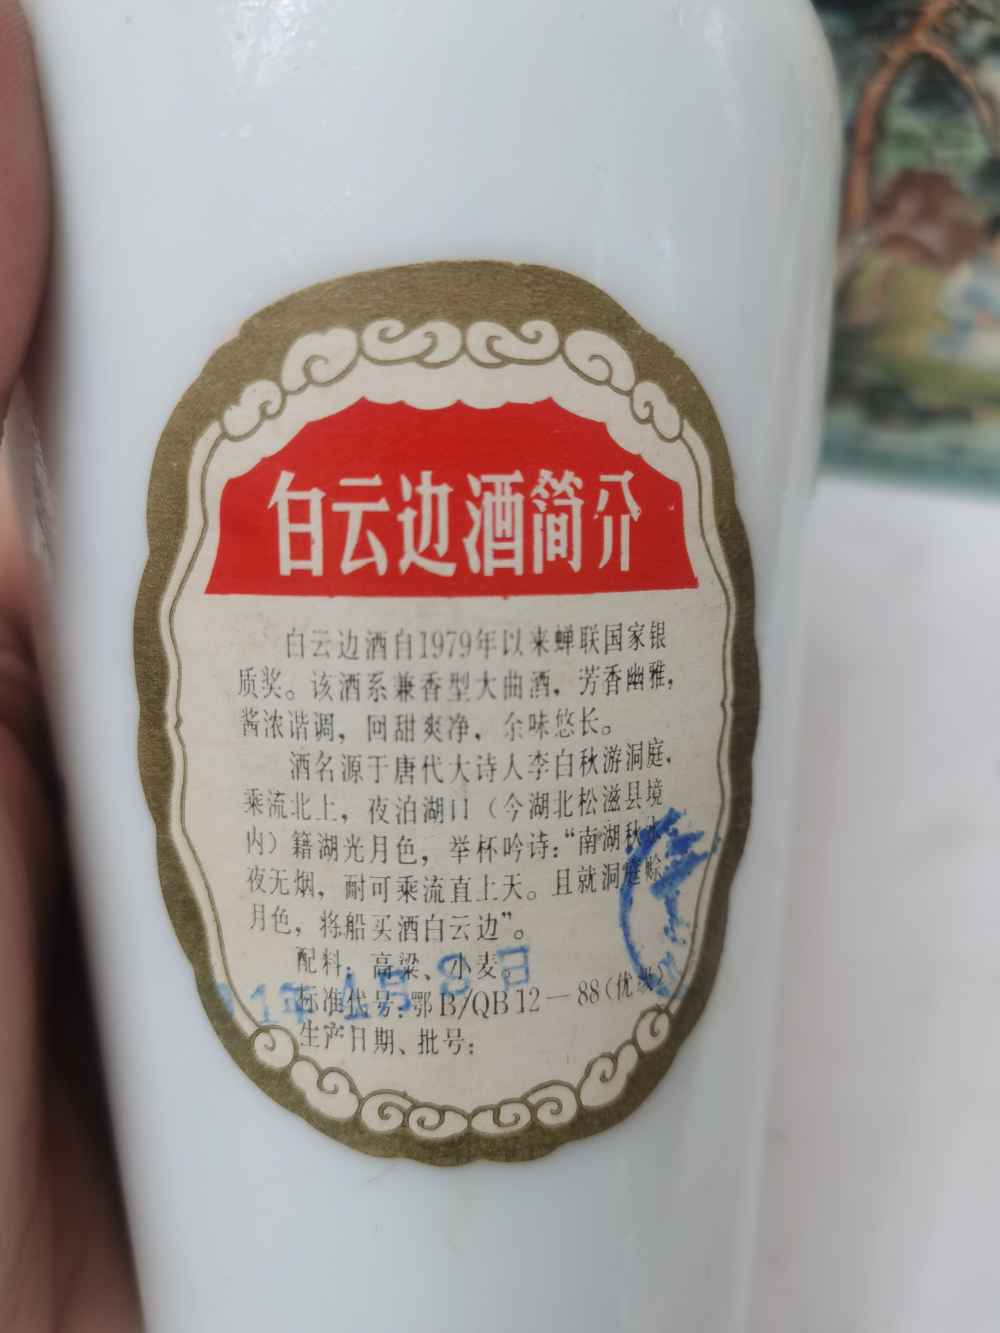 白云边酒简介
白云边酒自1979年以来蝉联国家银
质奖。该酒系兼香型大曲酒，芳香幽雅，
酱浓谐调，回甜爽净，余味悠长。
酒名源于唐代大诗人李白秋游洞庭，
乘流北上，夜泊湖口（今湖北松滋县境
内）籍湖光月色，举杯吟诗：“南湖秋水
夜无烟，耐可乘流直上天。且就洞庭赊
月色，将船买酒白云边”。
配料：高梁、小麦。
标准代号：鄂B/QB12—88（优级）
生产日期、批号：